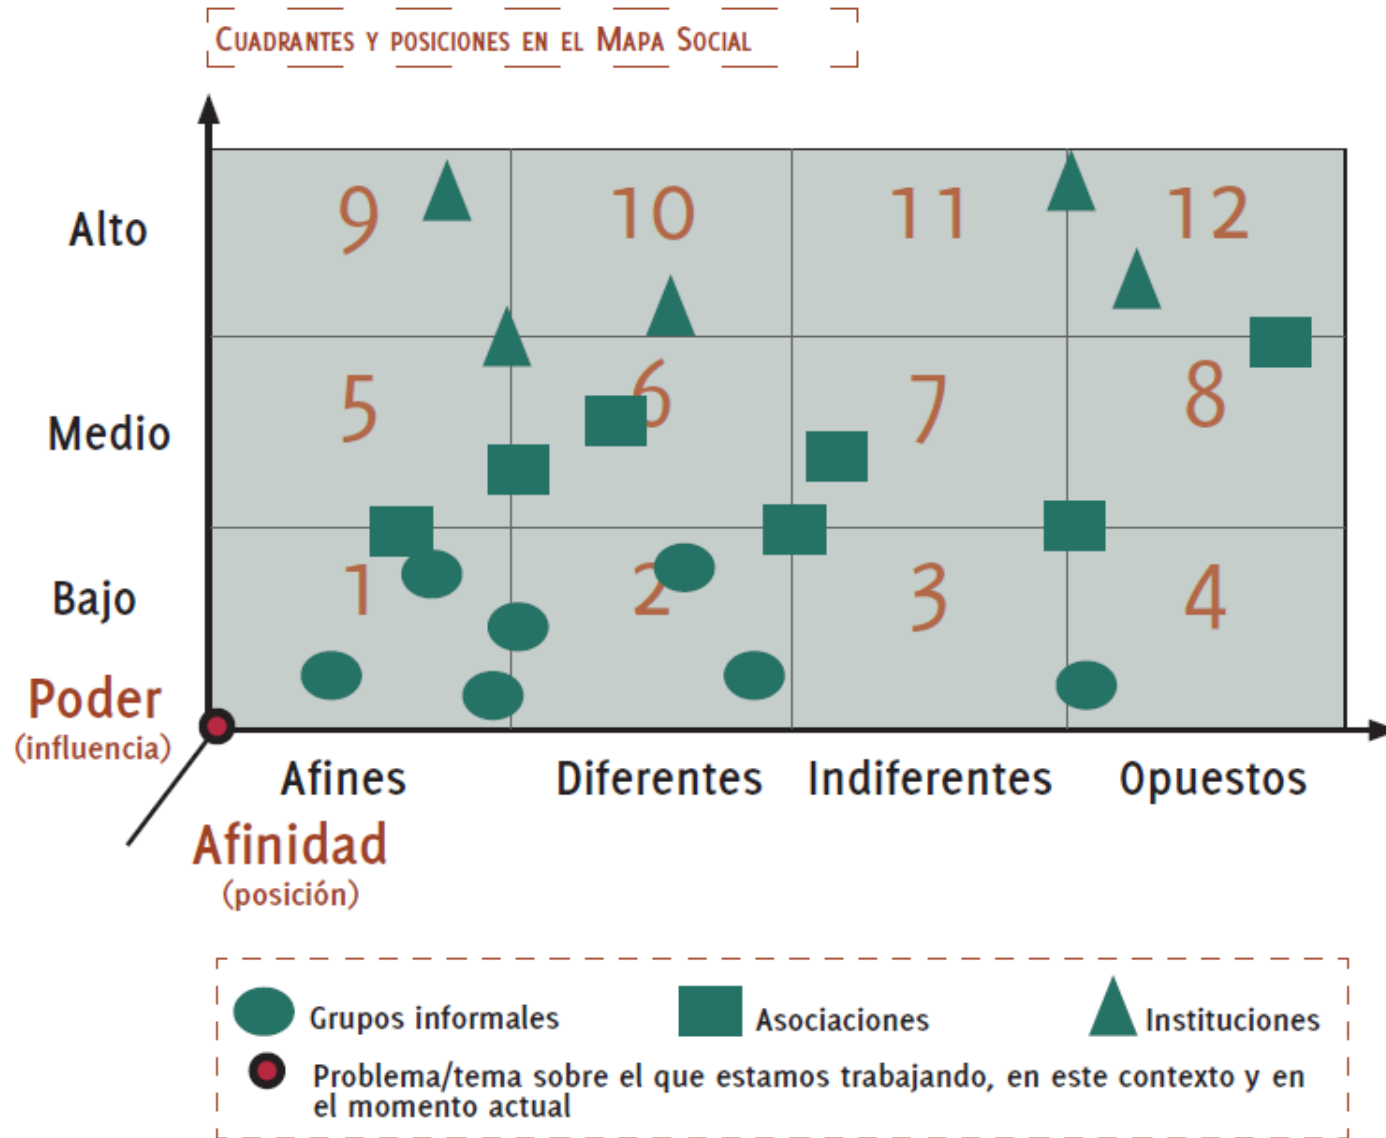 Cuadrantes y posiciones en el Mapa Social
Alto
9
10
11
12
Medio
5
6
7
8
Bajo
1
2
3
4
Poder
(influencia)
Afines
Diferentes
Indiferentes
Opuestos
Afinidad
(posición)
Grupos informales
Asociaciones
Instituciones
Problema/tema sobre el que estamos trabajando, en este contexto y en
el momento actual